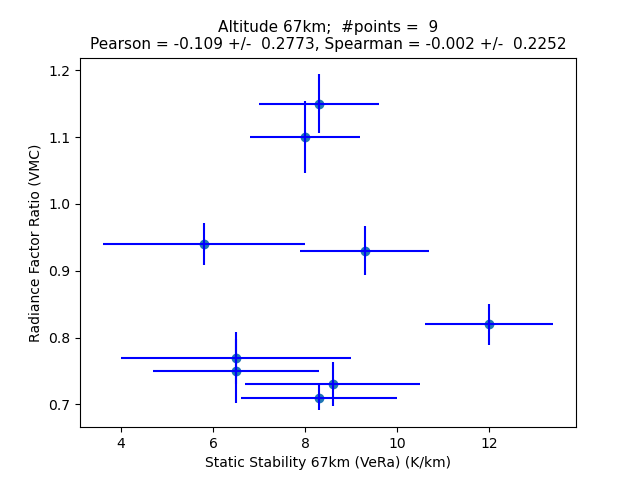 Altitude 67km;  #points =  9
Pearson = -0.109 +/-  0.2773, Spearman = -0.002 +/-  0.2252
1.2
1.1
1.0
0.9
0.8
0.7
Radiance Factor Ratio (VMC)
4 6 8 10 12
Static Stability 67km (VeRa) (K/km)